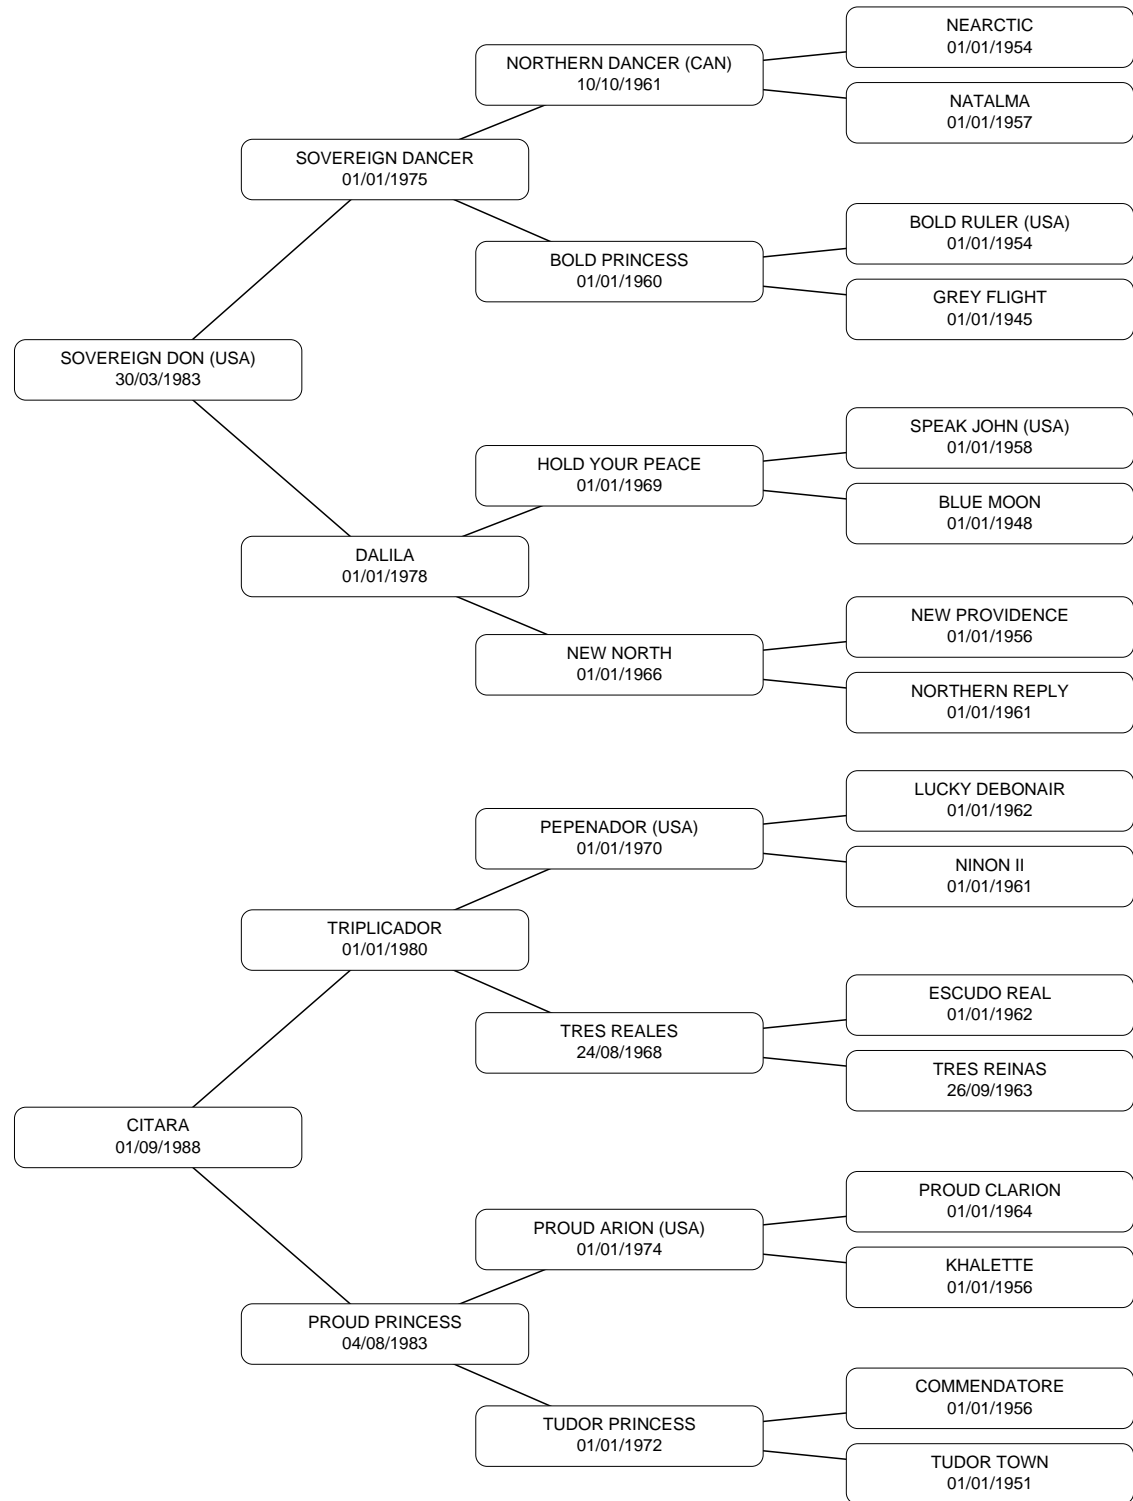 NEARCTIC
01/01/1954
NORTHERN DANCER (CAN)
10/10/1961
NATALMA
01/01/1957
SOVEREIGN DANCER
01/01/1975
BOLD RULER (USA)
01/01/1954
BOLD PRINCESS
01/01/1960
GREY FLIGHT
01/01/1945
SOVEREIGN DON (USA)
30/03/1983
SPEAK JOHN (USA)
01/01/1958
HOLD YOUR PEACE
01/01/1969
BLUE MOON
01/01/1948
DALILA
01/01/1978
NEW PROVIDENCE
01/01/1956
NEW NORTH
01/01/1966
NORTHERN REPLY
01/01/1961
LUCKY DEBONAIR
01/01/1962
PEPENADOR (USA)
01/01/1970
NINON II
01/01/1961
TRIPLICADOR
01/01/1980
ESCUDO REAL
01/01/1962
TRES REALES
24/08/1968
TRES REINAS
26/09/1963
CITARA
01/09/1988
PROUD CLARION
01/01/1964
PROUD ARION (USA)
01/01/1974
KHALETTE
01/01/1956
PROUD PRINCESS
04/08/1983
COMMENDATORE
01/01/1956
TUDOR PRINCESS
01/01/1972
TUDOR TOWN
01/01/1951